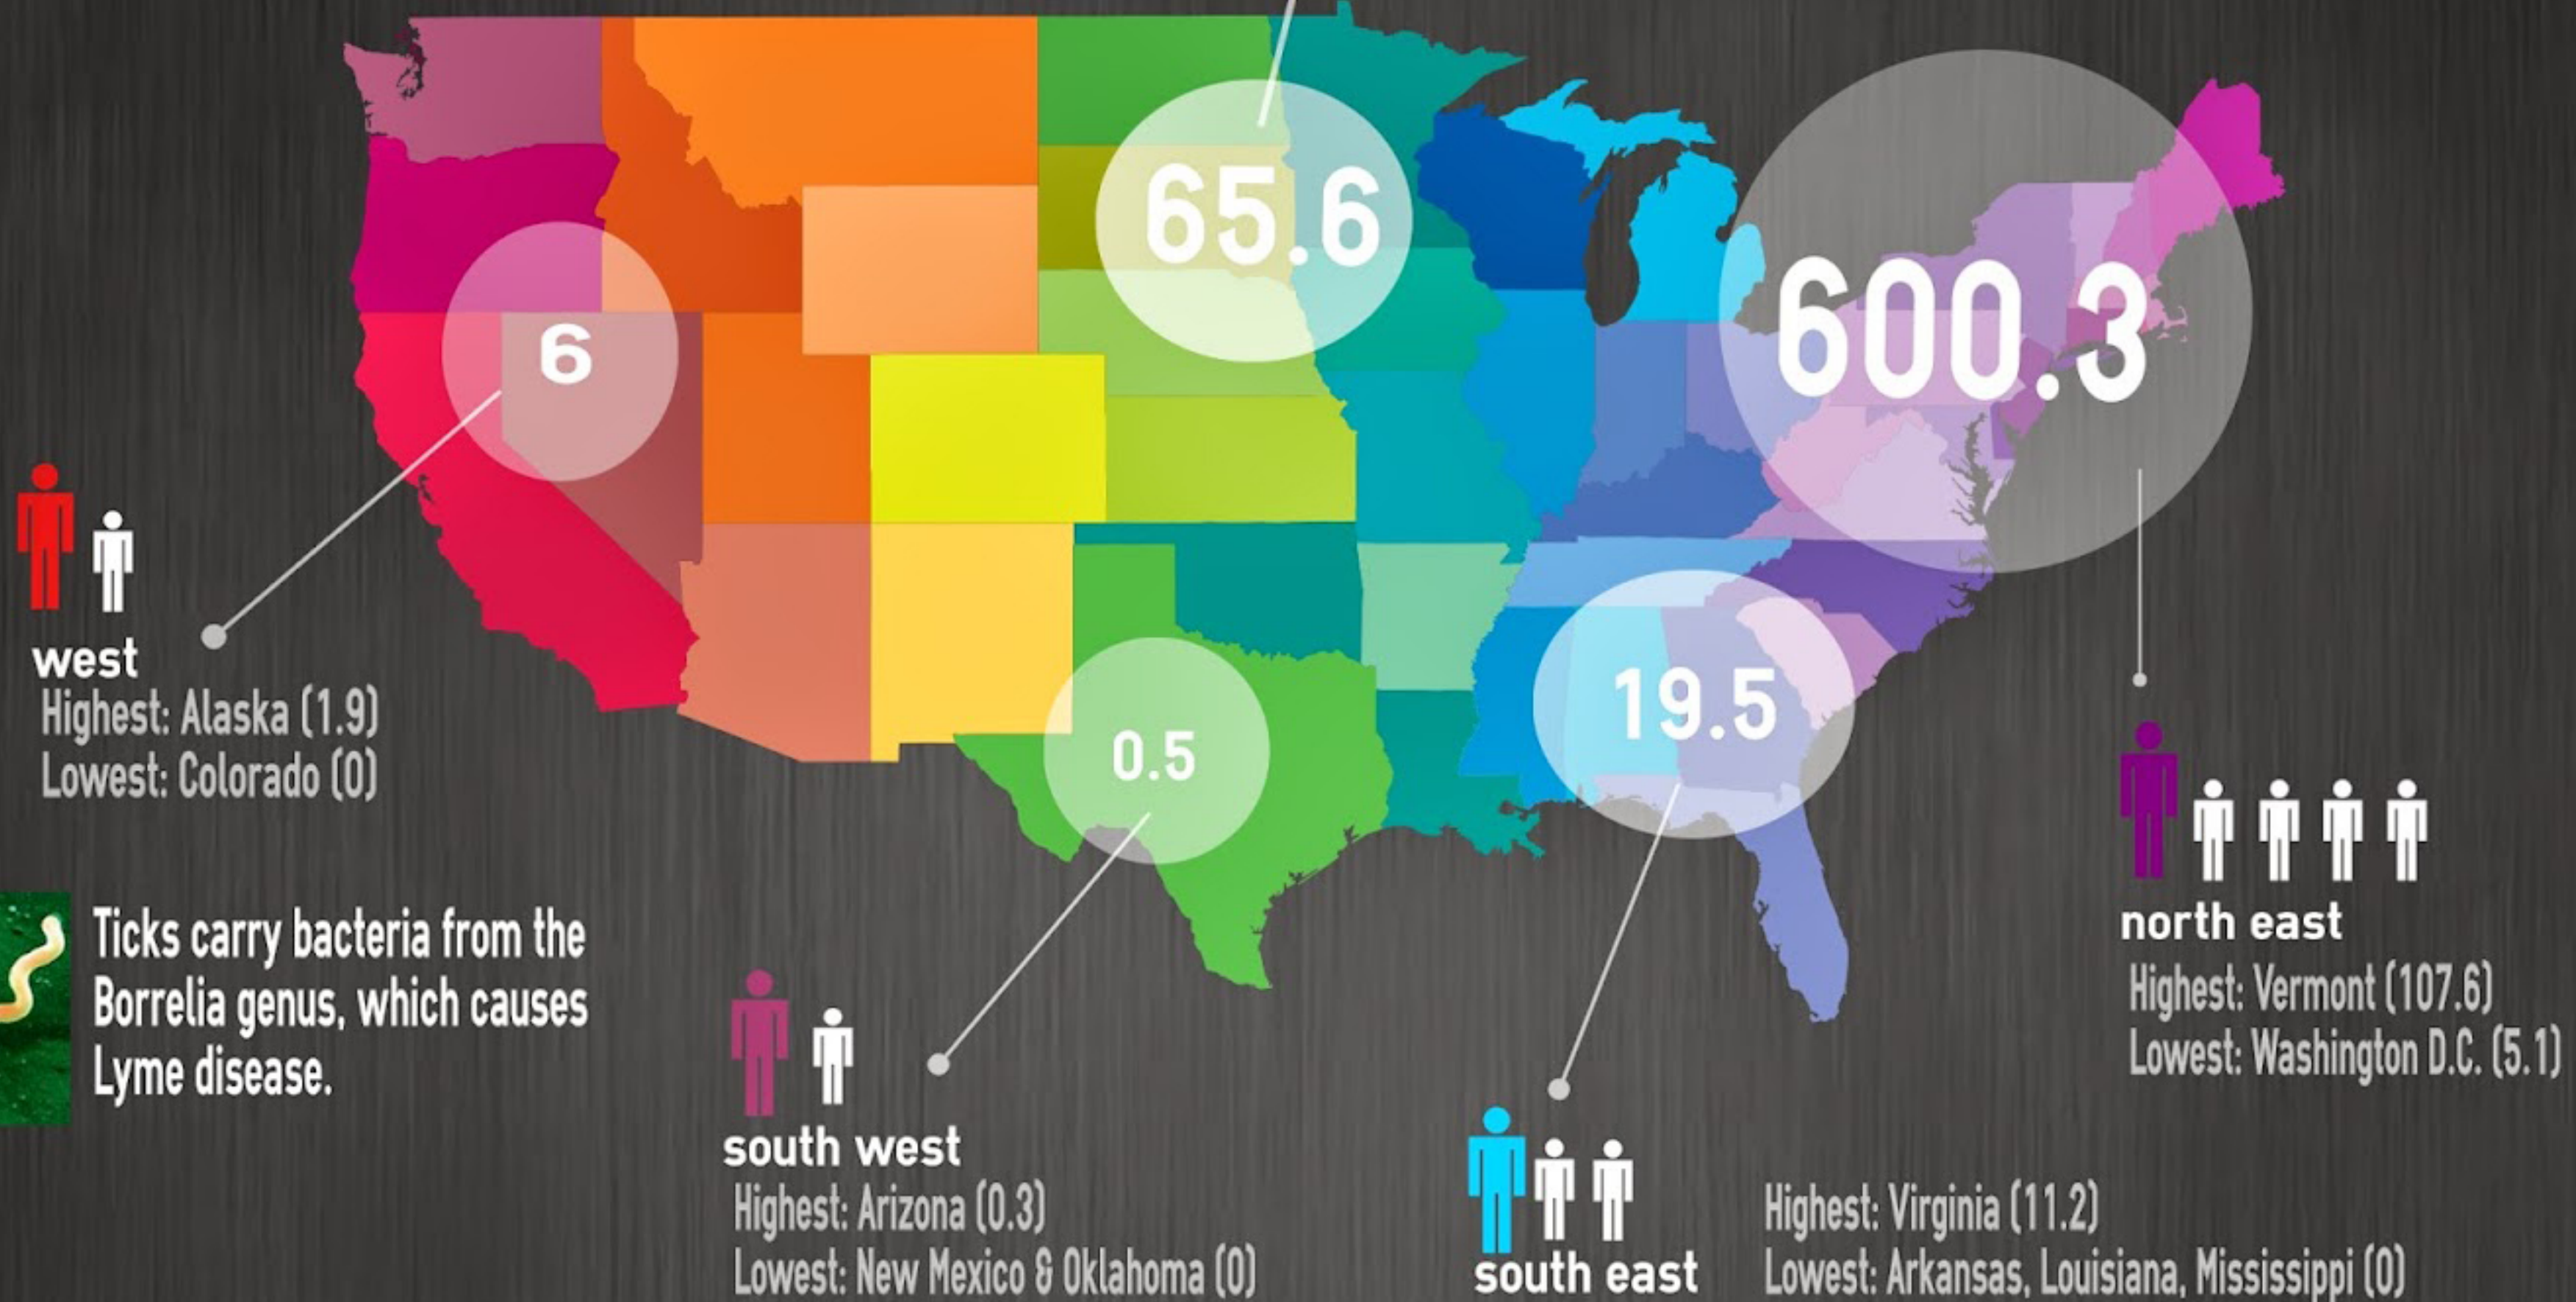 65.6
600.3
6
19.5
0.5
west
Highest: Alaska (1.9)
Lowest: Colorado (0)
Ticks carry bacteria from the
Borrelia genus, which causes
Lyme disease.
south west
Highest: Arizona (0.3)
Lowest: New Mexico & Oklahoma (0)
south east
Highest: Virginia (11.2)
Lowest: Arkansas, Louisiana, Mississippi (0)
north east
Highest: Vermont (107.6)
Lowest: Washington D.C. (5.1)